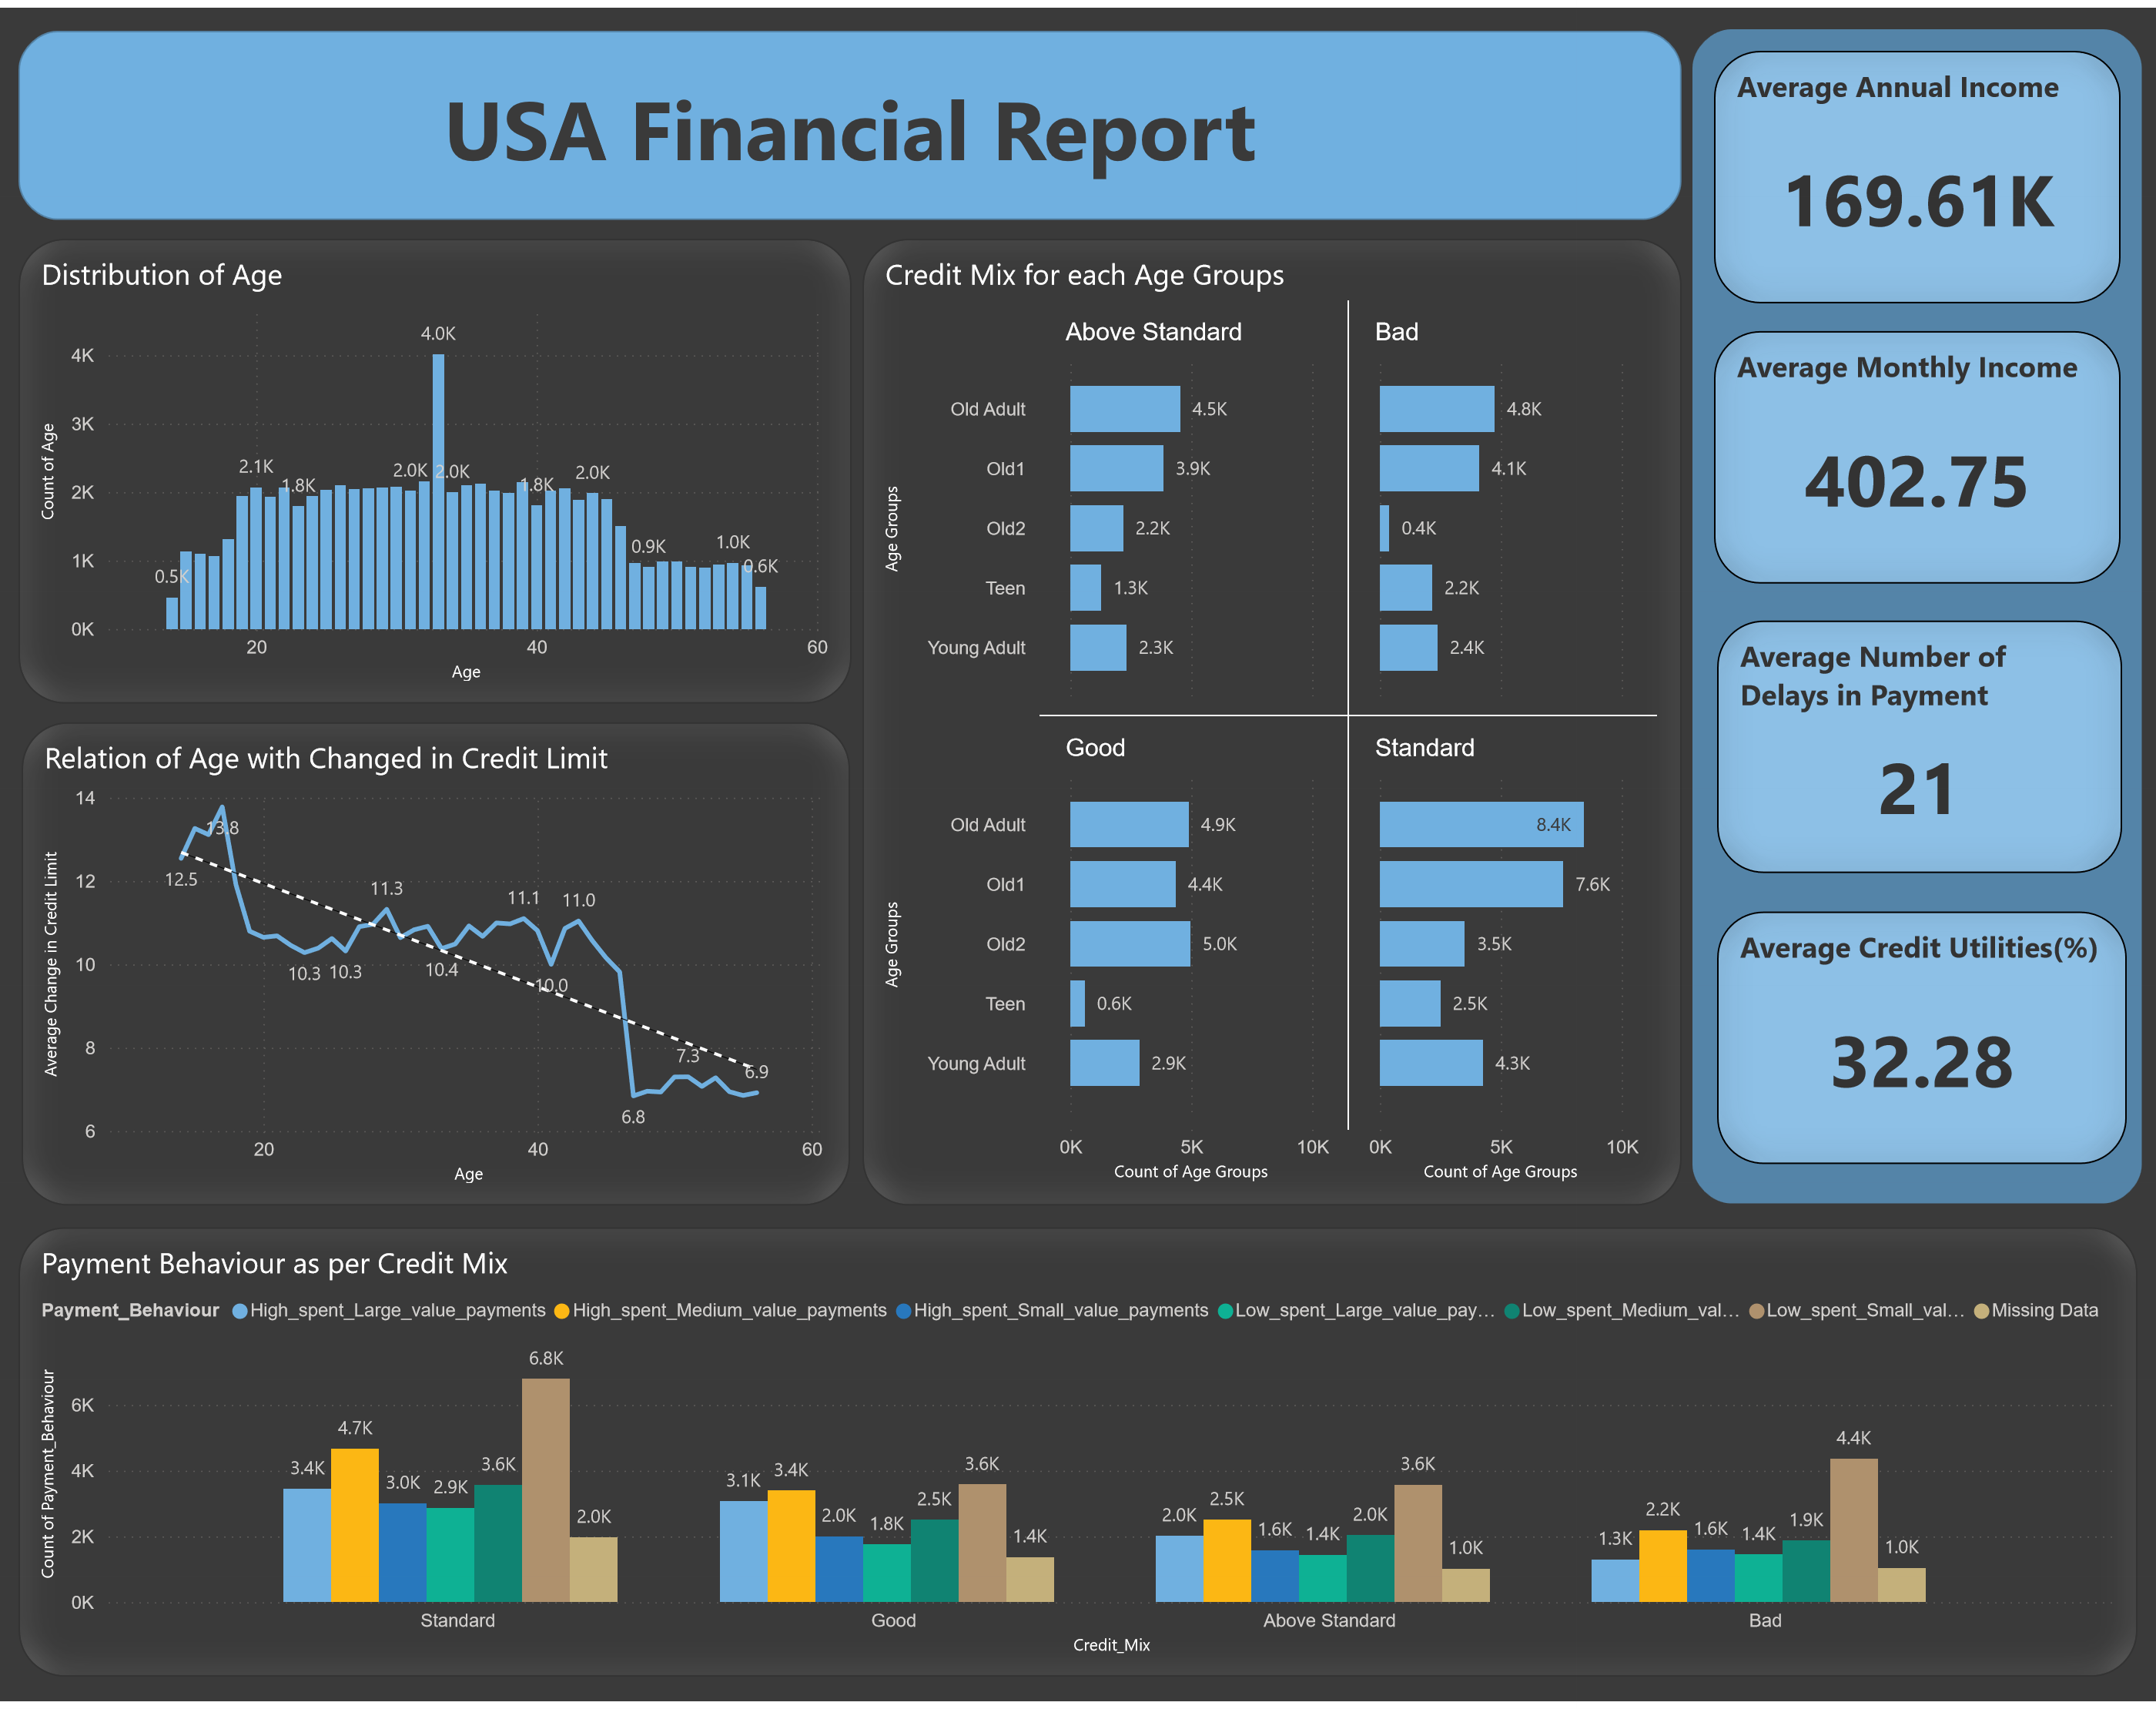 USA Financial Report
Average Annual Income
169.61K
Average Monthly Income
402.75
Average Number of
Delays in Payment
21
Average Credit Utilities(%)
32.28
Distribution of Age
Count of Age
4K
3K
2K
1K
0K
0.5K
2.1K
1.8K
2.0K
4.0K
2.0K
1.8K
2.0K
0.9K
1.0K
0.6K
20 40 60
Age
Relation of Age with Changed in Credit Limit
Average Change in Credit Limit
14
12
10
8
6
12.5
13.8
10.3
10.3
11.3
10.4
11.1
10.0
11.0
6.8
7.3
6.9
20 40 60
Age
Credit Mix for each Age Groups
Age Groups
Above Standard
Old Adult 4.5K
Old1 3.9K
Old2 2.2K
Teen 1.3K
Young Adult 2.3K
Bad
4.8K
4.1K
0.4K
2.2K
2.4K
Age Groups
Good
Old Adult 4.9K
Old1 4.4K
Old2 5.0K
Teen 0.6K
Young Adult 2.9K
Standard
8.4K
7.6K
3.5K
2.5K
4.3K
0K 5K 10K
Count of Age Groups
0K 5K 10K
Count of Age Groups
Payment Behaviour as per Credit Mix
Payment_Behaviour High_spent_Large_value_payments High_spent_Medium_value_payments High_spent_Small_value_payments Low_spent_Large_value_pay... Low_spent_Medium_val... Low_spent_Small_val... Missing Data
Count of Payment_Behaviour
6K
4K
2K
0K
3.4K 4.7K 3.0K 2.9K 3.6K 6.8K 2.0K
3.1K 3.4K 2.0K 1.8K 2.5K 3.6K 1.4K
2.0K 2.5K 1.6K 1.4K 2.0K 3.6K 1.0K
1.3K 2.2K 1.6K 1.4K 1.9K 4.4K 1.0K
Standard Good Above Standard Bad
Credit_Mix